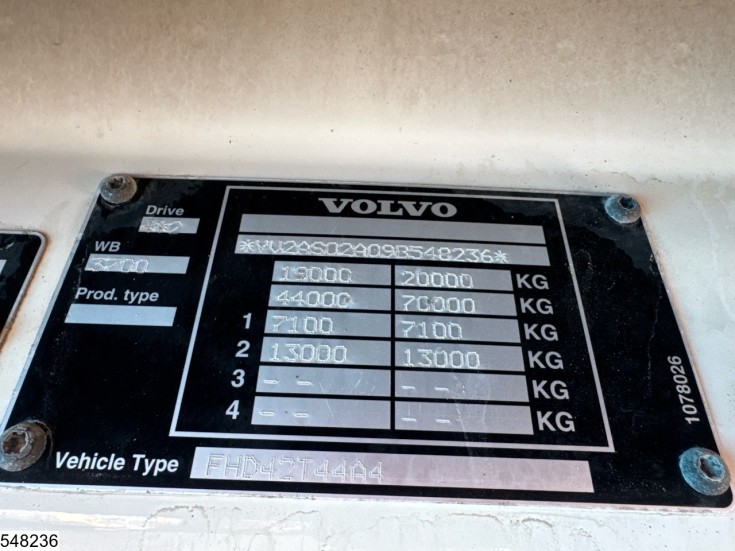 VOLVO
Drive
4X2
WB
3200
Prod. type
*YV2AS02A09B548236*
19000 20000 KG
44000 70000 KG
1 7100 7100 KG
2 13000 13000 KG
3 - - - - KG
4 - - - - KG
Vehicle Type FHD42T44A4
1078026
548236